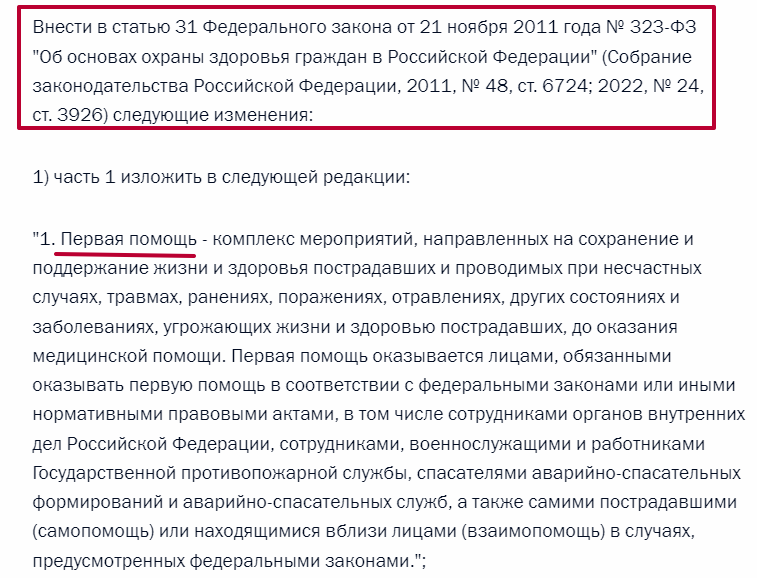 Внести в статью 31 Федерального закона от 21 ноября 2011 года № 323-ФЗ
"Об основах охраны здоровья граждан в Российской Федерации" (Собрание
законодательства Российской Федерации, 2011, № 48, ст. 6724; 2022, № 24,
ст. 3926) следующие изменения:
1) часть 1 изложить в следующей редакции:
"1. Первая помощь - комплекс мероприятий, направленных на сохранение и
поддержание жизни и здоровья пострадавших и проводимых при несчастных
случаях, травмах, ранениях, поражениях, отравлениях, других состояниях и
заболеваниях, угрожающих жизни и здоровью пострадавших, до оказания
медицинской помощи. Первая помощь оказывается лицами, обязанными
оказывать первую помощь в соответствии с федеральными законами или иными
нормативными правовыми актами, в том числе сотрудниками органов внутренних
дел Российской Федерации, сотрудниками, военнослужащими и работниками
Государственной противопожарной службы, спасателями аварийно-спасательных
формирований и аварийно-спасательных служб, а также самими пострадавшими
(самопомощь) или находящимися вблизи лицами (взаимопомощь) в случаях,
предусмотренных федеральными законами.";